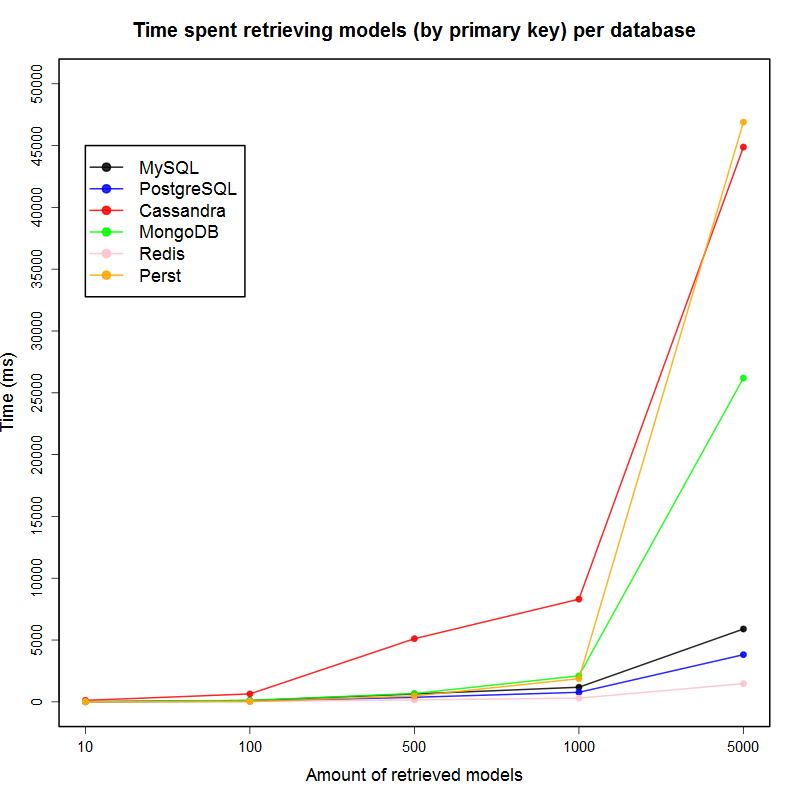 Time spent retrieving models (by primary key) per database
50000
45000
40000
35000
30000
25000
20000
15000
10000
5000
0
Time (ms)
MySQL
PostgreSQL
Cassandra
MongoDB
Redis
Perst
10 100 500 1000 5000
Amount of retrieved models